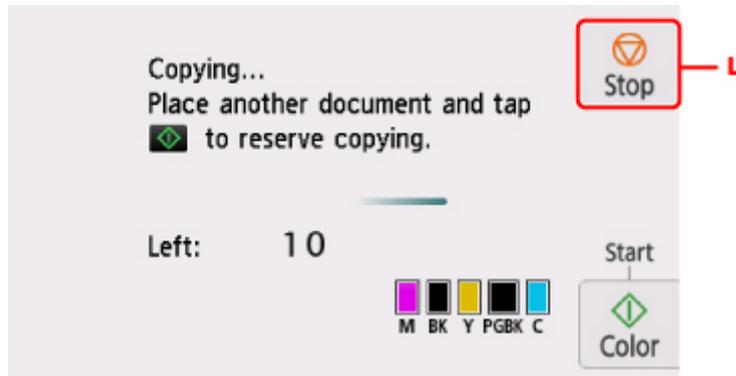 Copying...
Place another document and tap
to reserve copying.
Stop
L
Left: 10
Start
Color
M BK Y PGBK C